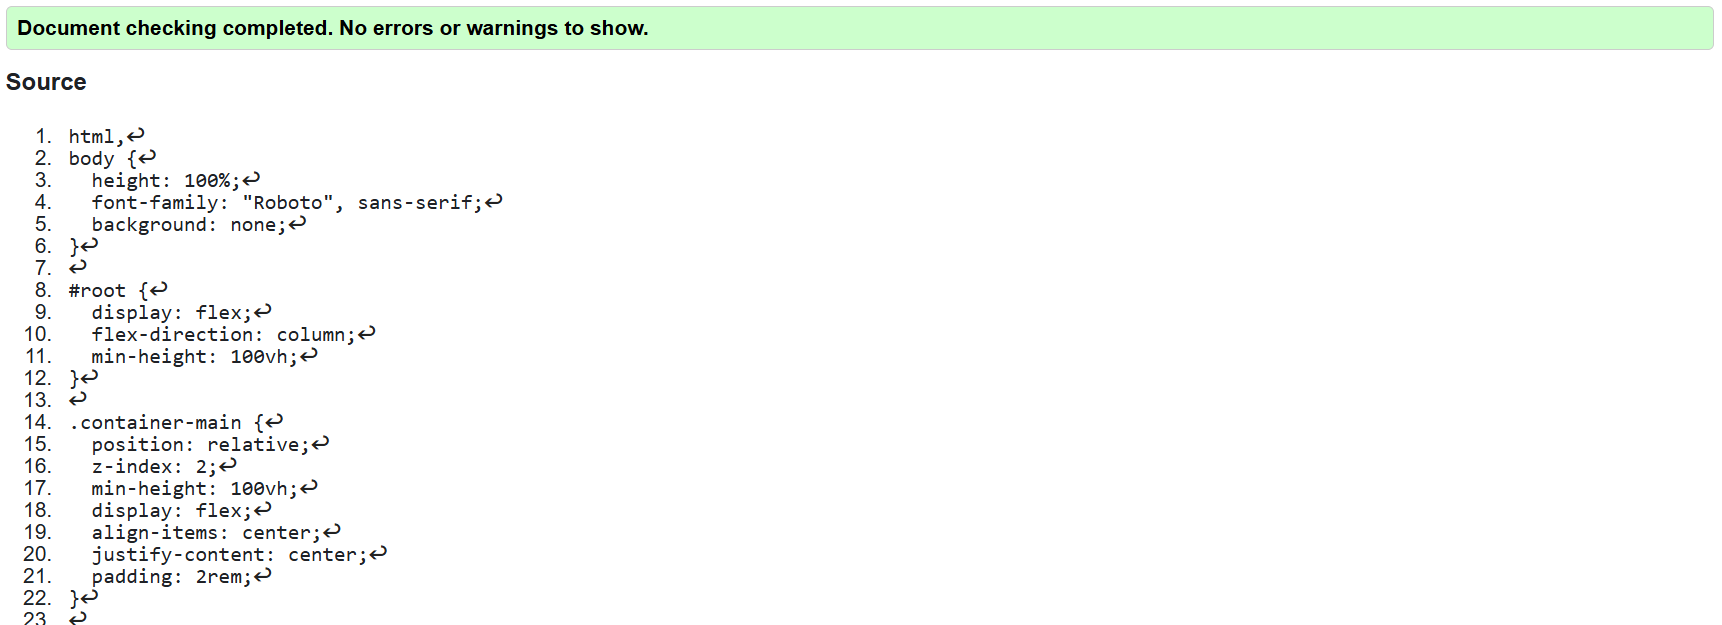 Document checking completed. No errors or warnings to show.
Source
1. html,↩
2. body {↩
3.   height: 100%;↩
4.   font-family: "Roboto", sans-serif;↩
5.   background: none;↩
6. }↩
7. ↩
8. #root {↩
9.   display: flex;↩
10.   flex-direction: column;↩
11.   min-height: 100vh;↩
12. }↩
13. ↩
14. .container-main {↩
15.   position: relative;↩
16.   z-index: 2;↩
17.   min-height: 100vh;↩
18.   display: flex;↩
19.   align-items: center;↩
20.   justify-content: center;↩
21.   padding: 2rem;↩
22. }↩
23. ↩